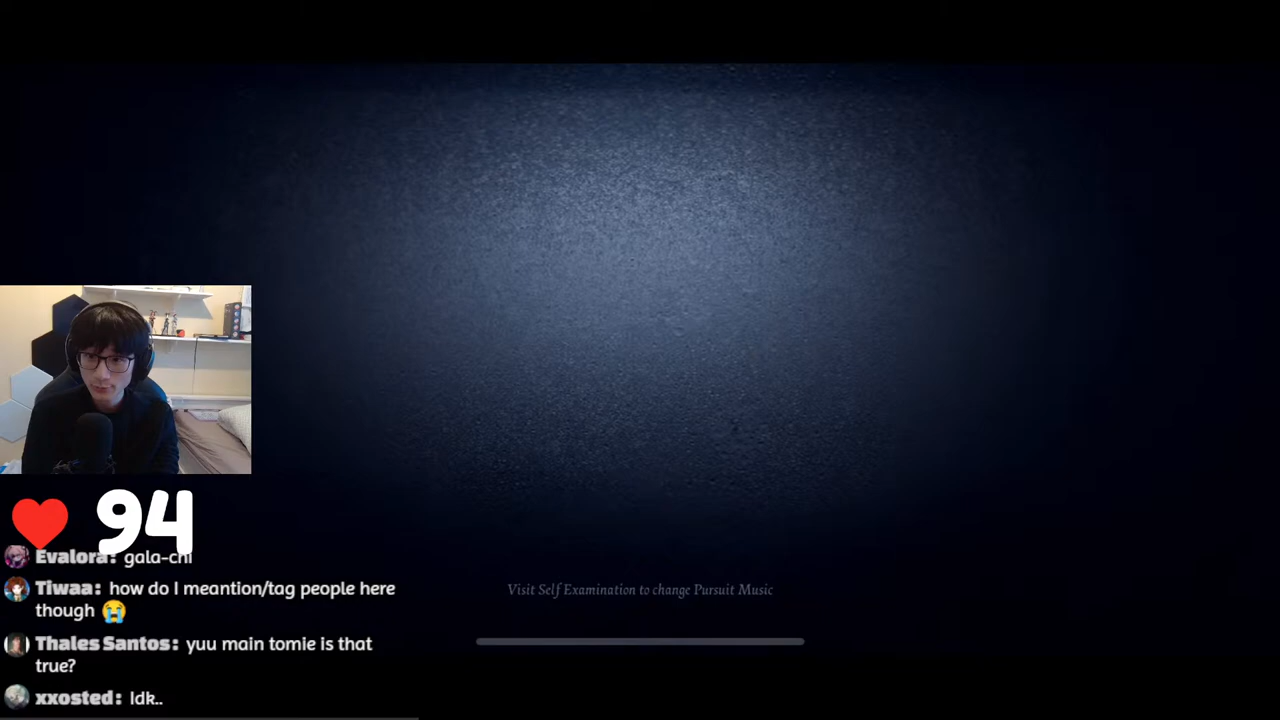 94
Evalora: gala-chi
Tiwaa: how do I meantion/tag people here
though 😭
Thales Santos: yuu main tomie is that
true?
xxosted: Idk..
Visit Self Examination to change Pursuit Music